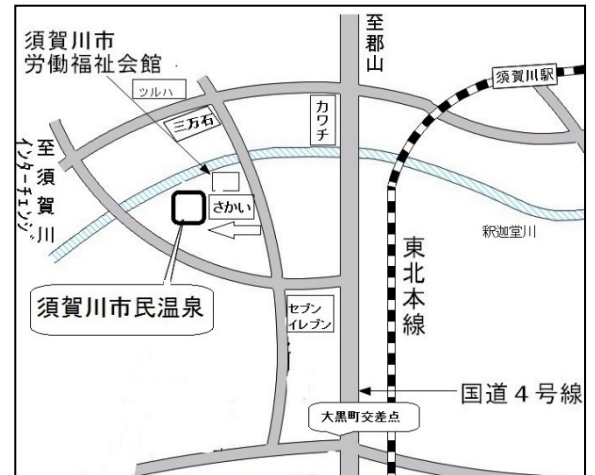 須賀川市
労働福祉会館
至郡山
須賀川駅
ツルハ
三万石
カワチ
至須賀川
インターチェンジ
さかい
釈迦堂川
東北本線
須賀川市民温泉
セブン
イレブン
国道4号線
大黒町交差点